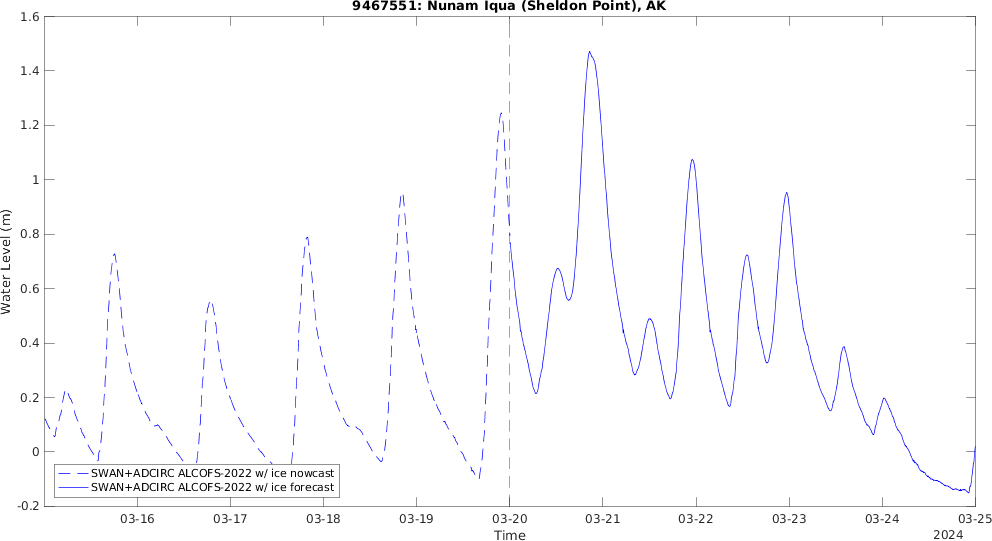 9467551: Nunam Iqua (Sheldon Point), AK
1.6
1.4
1.2
1
0.8
0.6
0.4
0.2
0
-0.2
Water Level (m)
SWAN+ADCIRC ALCOFS-2022 w/ ice nowcast
SWAN+ADCIRC ALCOFS-2022 w/ ice forecast
03-16 03-17 03-18 03-19 03-20 03-21 03-22 03-23 03-24 03-25
Time
2024